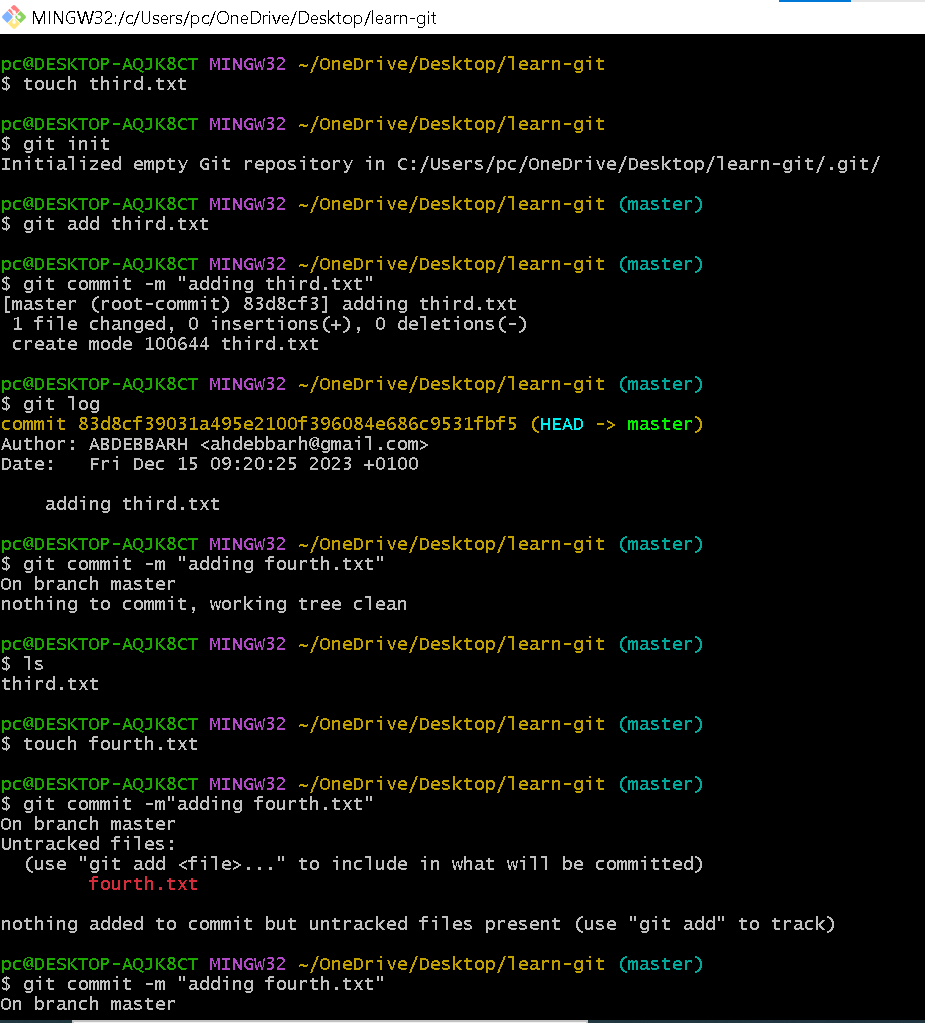 MINGW32:/c/Users/pc/OneDrive/Desktop/learn-git
pc@DESKTOP-AQJK8CT MINGW32 ~/OneDrive/Desktop/learn-git
$ touch third.txt
pc@DESKTOP-AQJK8CT MINGW32 ~/OneDrive/Desktop/learn-git
$ git init
Initialized empty Git repository in C:/Users/pc/OneDrive/Desktop/learn-git/.git/
pc@DESKTOP-AQJK8CT MINGW32 ~/OneDrive/Desktop/learn-git (master)
$ git add third.txt
pc@DESKTOP-AQJK8CT MINGW32 ~/OneDrive/Desktop/learn-git (master)
$ git commit -m "adding third.txt"
[master (root-commit) 83d8cf3] adding third.txt
 1 file changed, 0 insertions(+), 0 deletions(-)
 create mode 100644 third.txt
pc@DESKTOP-AQJK8CT MINGW32 ~/OneDrive/Desktop/learn-git (master)
$ git log
commit 83d8cf39031a495e2100f396084e686c9531fbf5 (HEAD -> master)
Author: ABDEBBARH <ahdebbarh@gmail.com>
Date:   Fri Dec 15 09:20:25 2023 +0100
    adding third.txt
pc@DESKTOP-AQJK8CT MINGW32 ~/OneDrive/Desktop/learn-git (master)
$ git commit -m "adding fourth.txt"
On branch master
nothing to commit, working tree clean
pc@DESKTOP-AQJK8CT MINGW32 ~/OneDrive/Desktop/learn-git (master)
$ ls
third.txt
pc@DESKTOP-AQJK8CT MINGW32 ~/OneDrive/Desktop/learn-git (master)
$ touch fourth.txt
pc@DESKTOP-AQJK8CT MINGW32 ~/OneDrive/Desktop/learn-git (master)
$ git commit -m"adding fourth.txt"
On branch master
Untracked files:
  (use "git add <file>..." to include in what will be committed)
        fourth.txt
nothing added to commit but untracked files present (use "git add" to track)
pc@DESKTOP-AQJK8CT MINGW32 ~/OneDrive/Desktop/learn-git (master)
$ git commit -m "adding fourth.txt"
On branch master